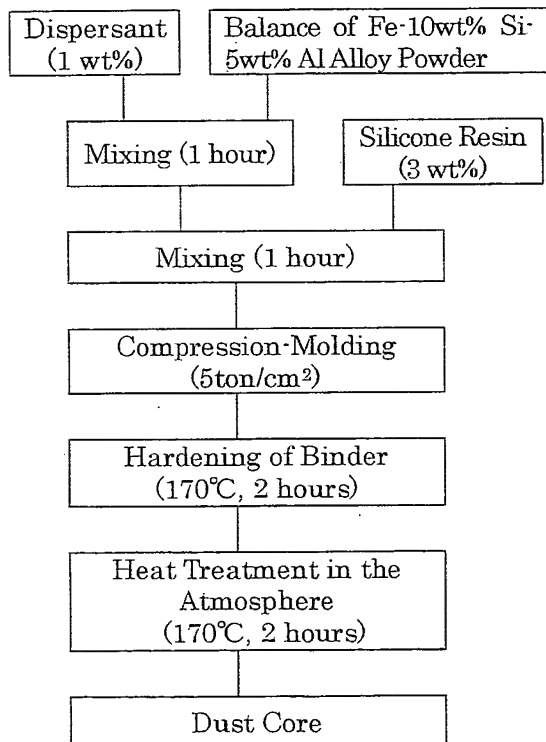 Dispersant
(1 wt%)
Balance of Fe-10wt% Si-
5wt% Al Alloy Powder
Mixing (1 hour)
Silicone Resin
(3 wt%)
Mixing (1 hour)
Compression-Molding
(5ton/cm²)
Hardening of Binder
(170℃, 2 hours)
Heat Treatment in the
Atmosphere
(170℃, 2 hours)
Dust Core